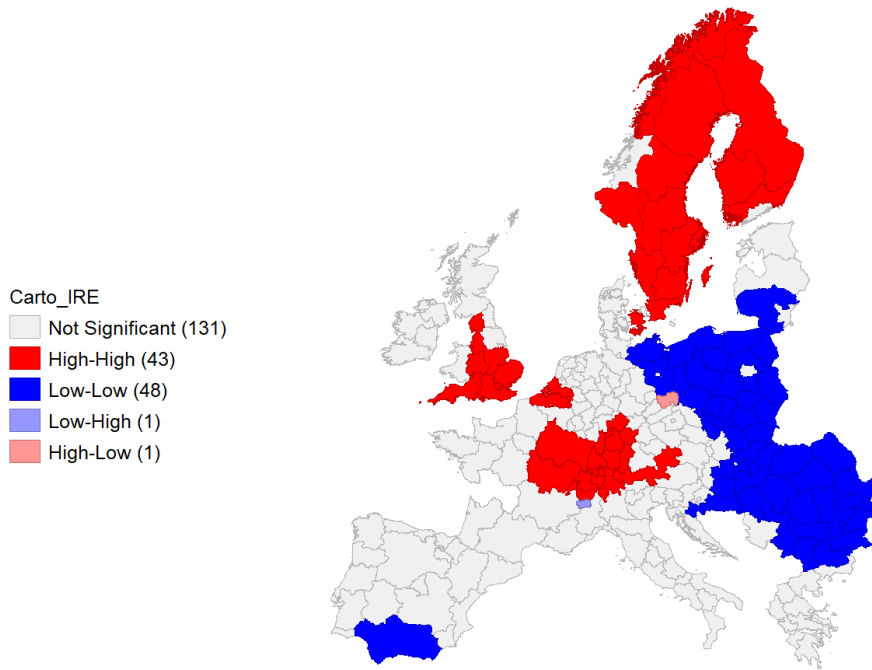 Carto_IRE
Not Significant (131)
High-High (43)
Low-Low (48)
Low-High (1)
High-Low (1)